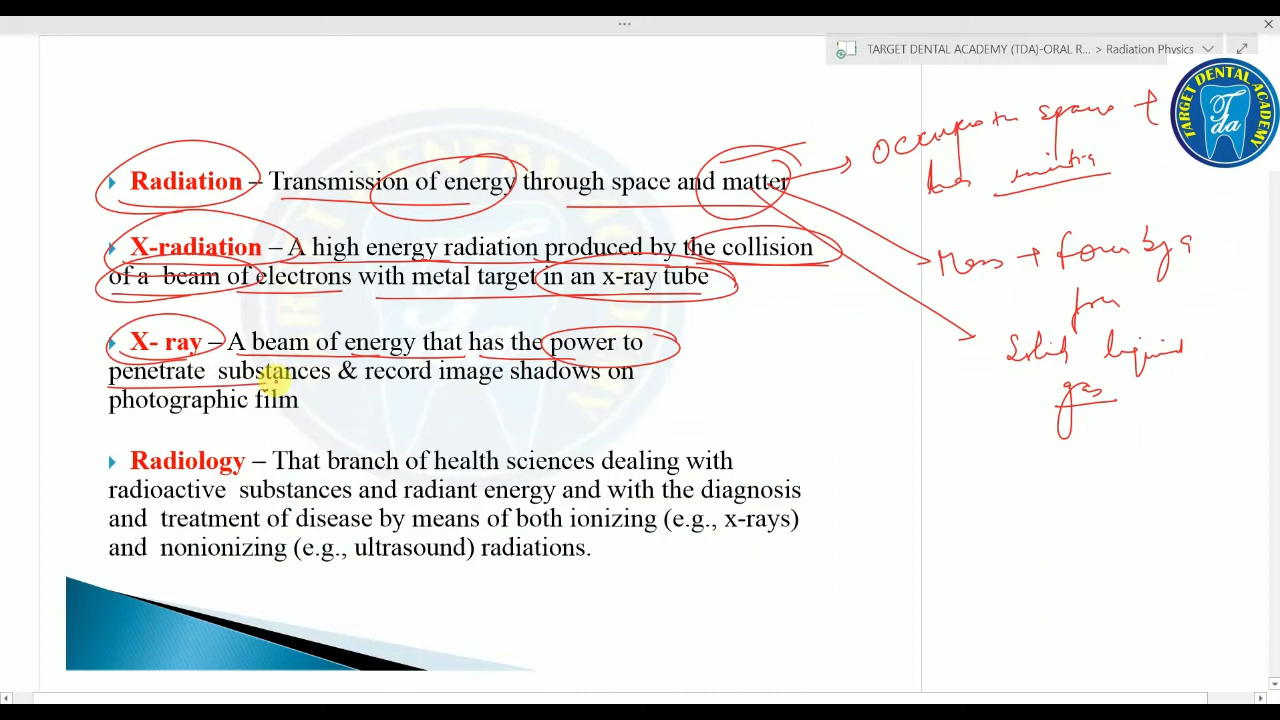 TARGET DENTAL ACADEMY (TDA)-ORAL R... > Radiation Physics
TARGET DENTAL ACADEMY
Tda
Radiation – Transmission of energy through space and matter
X-radiation – A high energy radiation produced by the collision
of a beam of electrons with metal target in an x-ray tube
X- ray – A beam of energy that has the power to
penetrate substances & record image shadows on
photographic film
Radiology – That branch of health sciences dealing with
radioactive substances and radiant energy and with the diagnosis
and treatment of disease by means of both ionizing (e.g., x-rays)
and nonionizing (e.g., ultrasound) radiations.
space +
has
Mass + force by
Solid liquid
gas